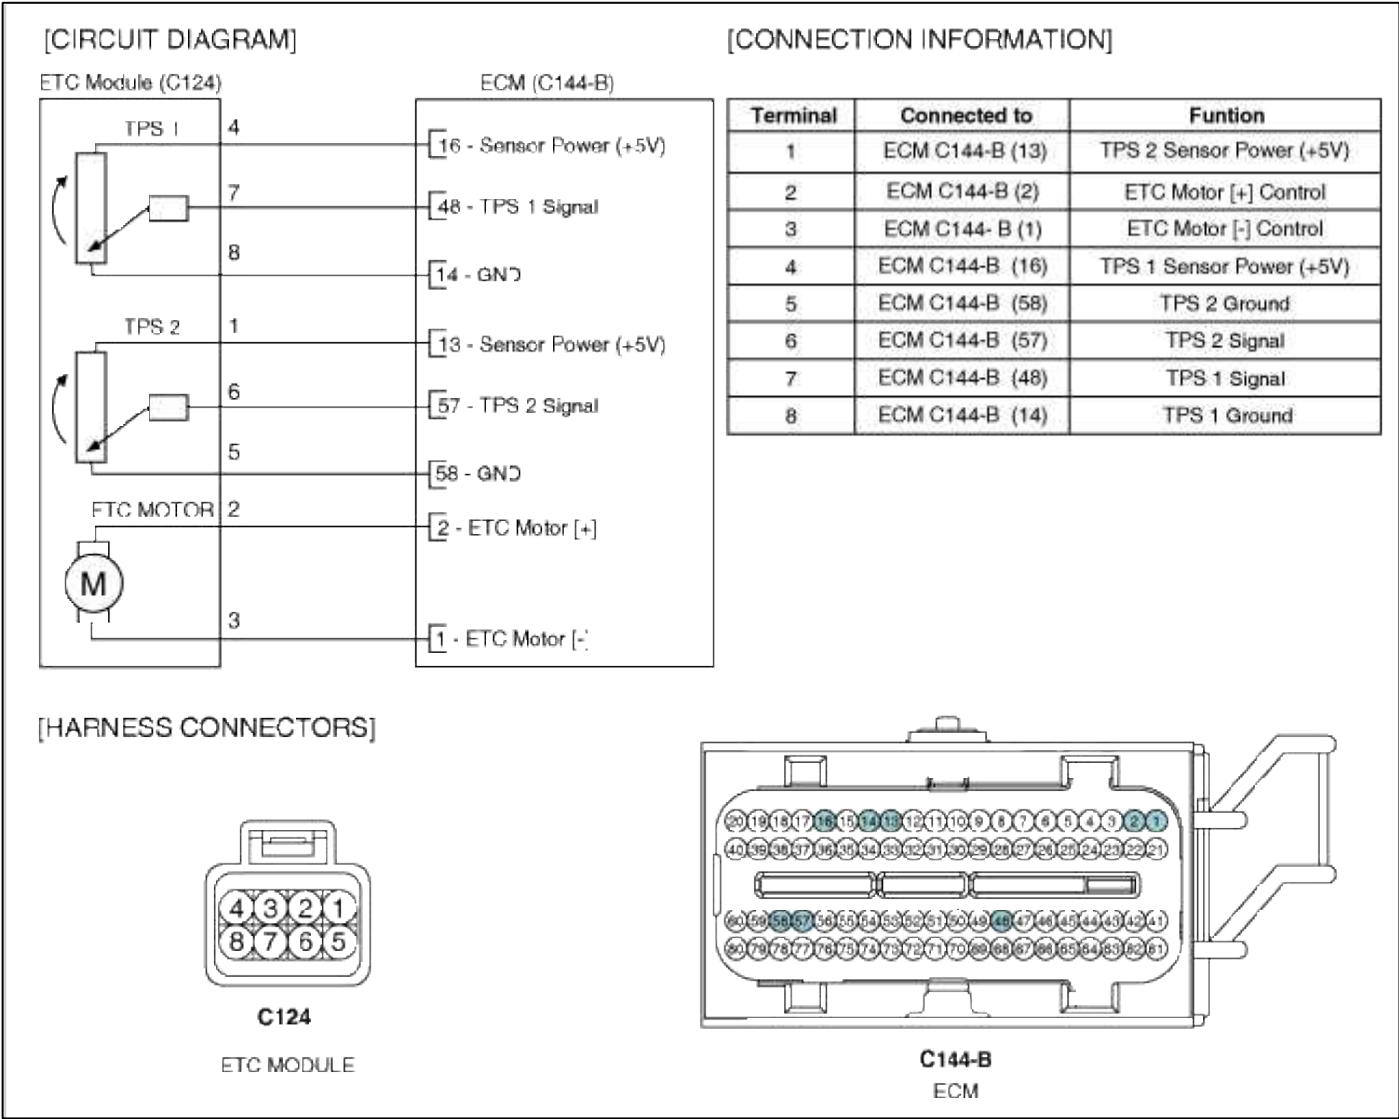 [CIRCUIT DIAGRAM]
ETC Module (C124)
ECM (C144-B)
TPS 1
4
16 - Sensor Power (+5V)
7
48 - TPS 1 Signal
8
14 - GND
TPS 2
1
13 - Sensor Power (+5V)
6
57 - TPS 2 Signal
5
58 - GND
ETC MOTOR
2
2 - ETC Motor [+]
M
3
1 - ETC Motor [-]
[CONNECTION INFORMATION]
Terminal Connected to Funtion
1 ECM C144-B (13) TPS 2 Sensor Power (+5V)
2 ECM C144-B (2) ETC Motor [+] Control
3 ECM C144- B (1) ETC Motor [-] Control
4 ECM C144-B (16) TPS 1 Sensor Power (+5V)
5 ECM C144-B (58) TPS 2 Ground
6 ECM C144-B (57) TPS 2 Signal
7 ECM C144-B (48) TPS 1 Signal
8 ECM C144-B (14) TPS 1 Ground
[HARNESS CONNECTORS]
4 3 2 1
8 7 6 5
C124
ETC MODULE
20 19 18 17 16 15 14 13 12 11 10 9 8 7 6 5 4 3 2 1
40 39 38 37 36 35 34 33 32 31 30 29 28 27 26 25 24 23 22 21
60 59 58 57 56 55 54 53 52 51 50 49 48 47 46 45 44 43 42 41
80 79 78 77 76 75 74 73 72 71 70 69 68 67 66 65 64 63 62 61
C144-B
ECM